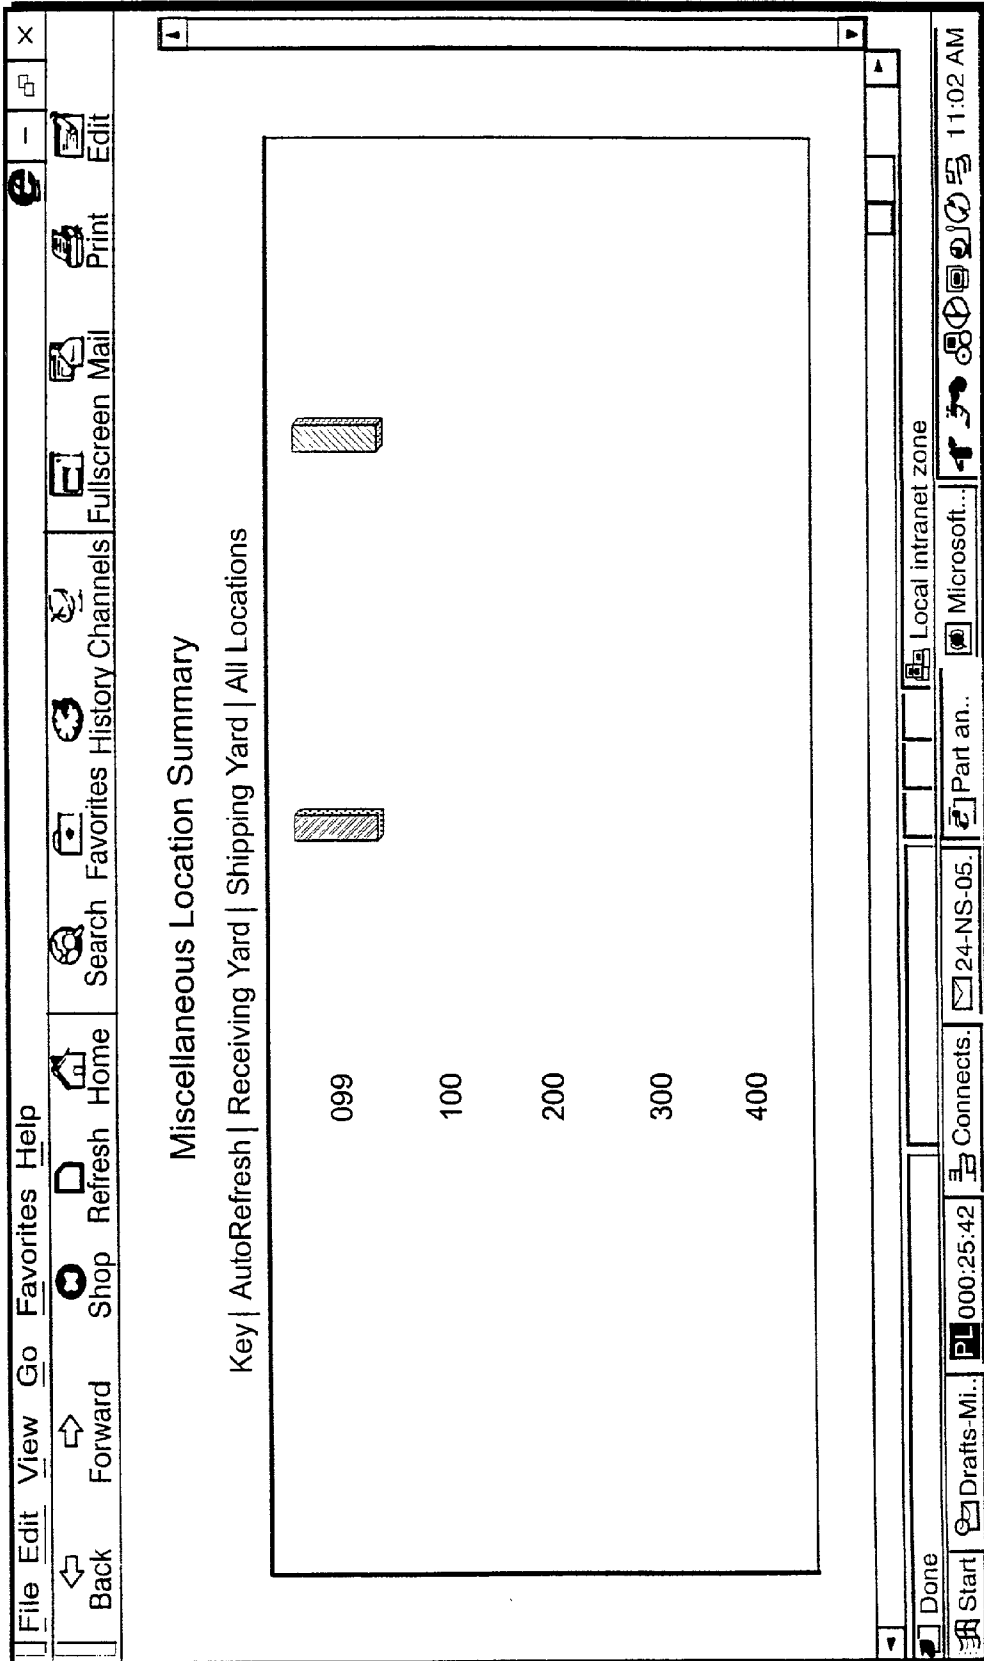 File Edit View Go Favorites Help
Back Forward Shop Refresh Home Search Favorites History Channels Fullscreen Mail Print Edit
Miscellaneous Location Summary
Key | AutoRefresh | Receiving Yard | Shipping Yard | All Locations
099
100
200
300
400
Done Local intranet zone
Start Drafts-Mi.. PL 000:25:42 Connects. 24-NS-05. Part an.. Microsoft.. 11:02 AM